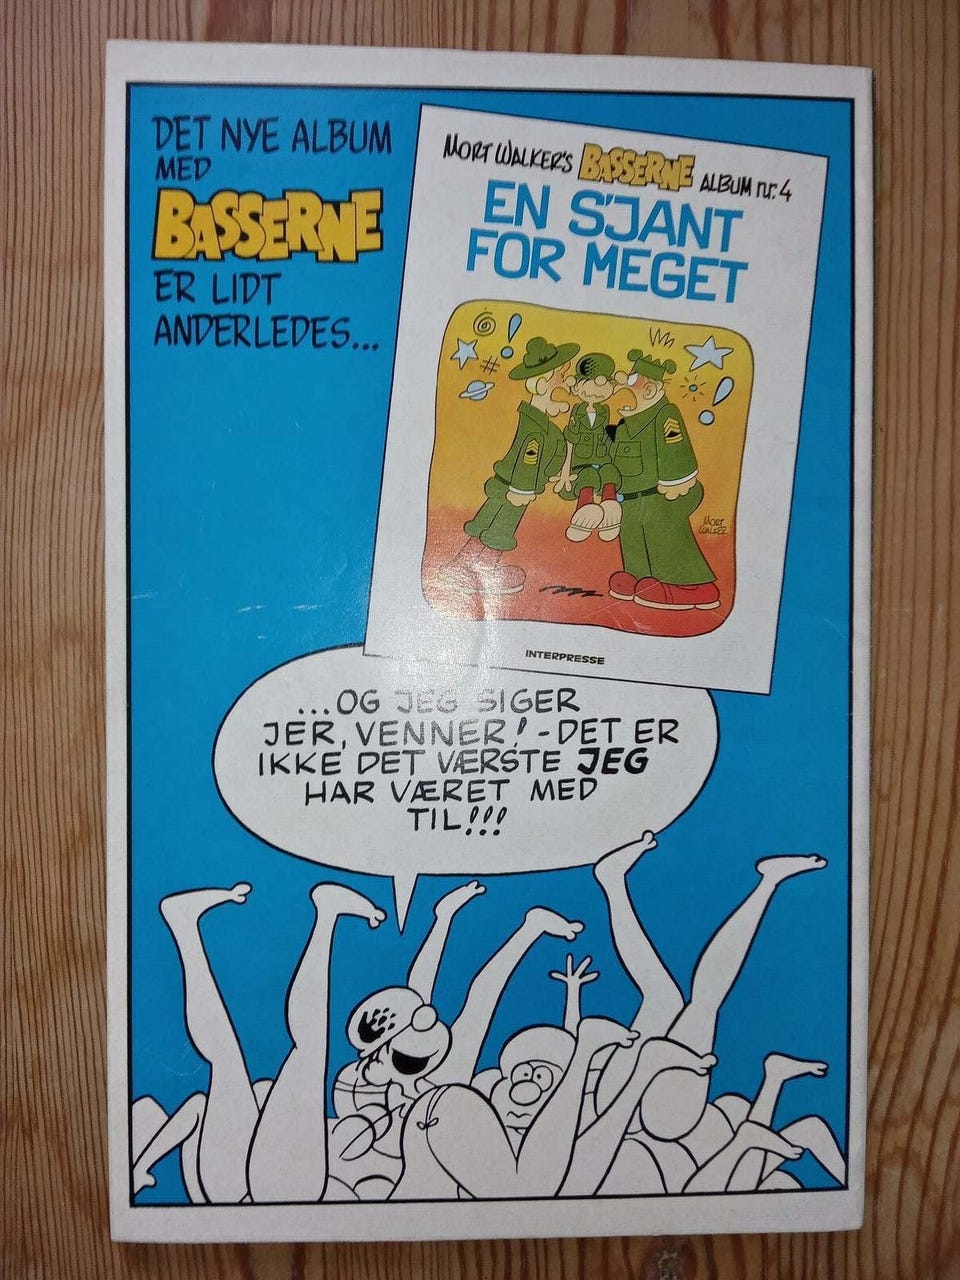 DET NYE ALBUM
MED
BASSERNE
ER LIDT
ANDERLEDES...
MORT WALKER'S BASSERNE ALBUM nr. 4
EN S'JANT
FOR MEGET
MORT
WALKER
INTERPRESSE
...OG JEG SIGER
JER, VENNER! - DET ER
IKKE DET VÆRSTE JEG
HAR VÆRET MED
TIL!!!